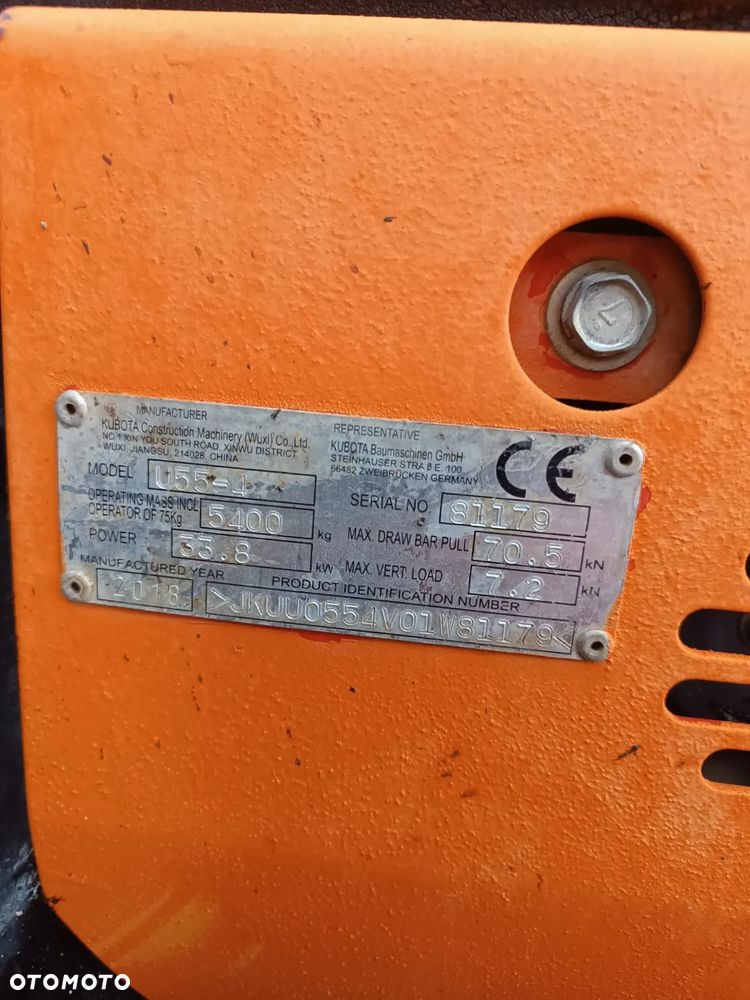 MANUFACTURER
KUBOTA Construction Machinery (Wuxi) Co., Ltd.
NO.1 XIN YOU SOUTH ROAD, XINWU DISTRICT,
WUXI, JIANGSU, 214028, CHINA
REPRESENTATIVE
KUBOTA Baumaschinen GmbH
STEINHAUSER STRA β E. 100
66482 ZWEIBRÜCKEN GERMANY
CE
MODEL U55-1
SERIAL NO 81179
OPERATING MASS INCL
OPERATOR OF 75Kg 5400 kg
MAX. DRAW BAR PULL 70.5 kN
POWER 33.8 kW
MAX. VERT. LOAD 7.2 kN
MANUFACTURED YEAR
2018
PRODUCT IDENTIFICATION NUMBER
>JKUU0554V01W81179<
OTOMOTO